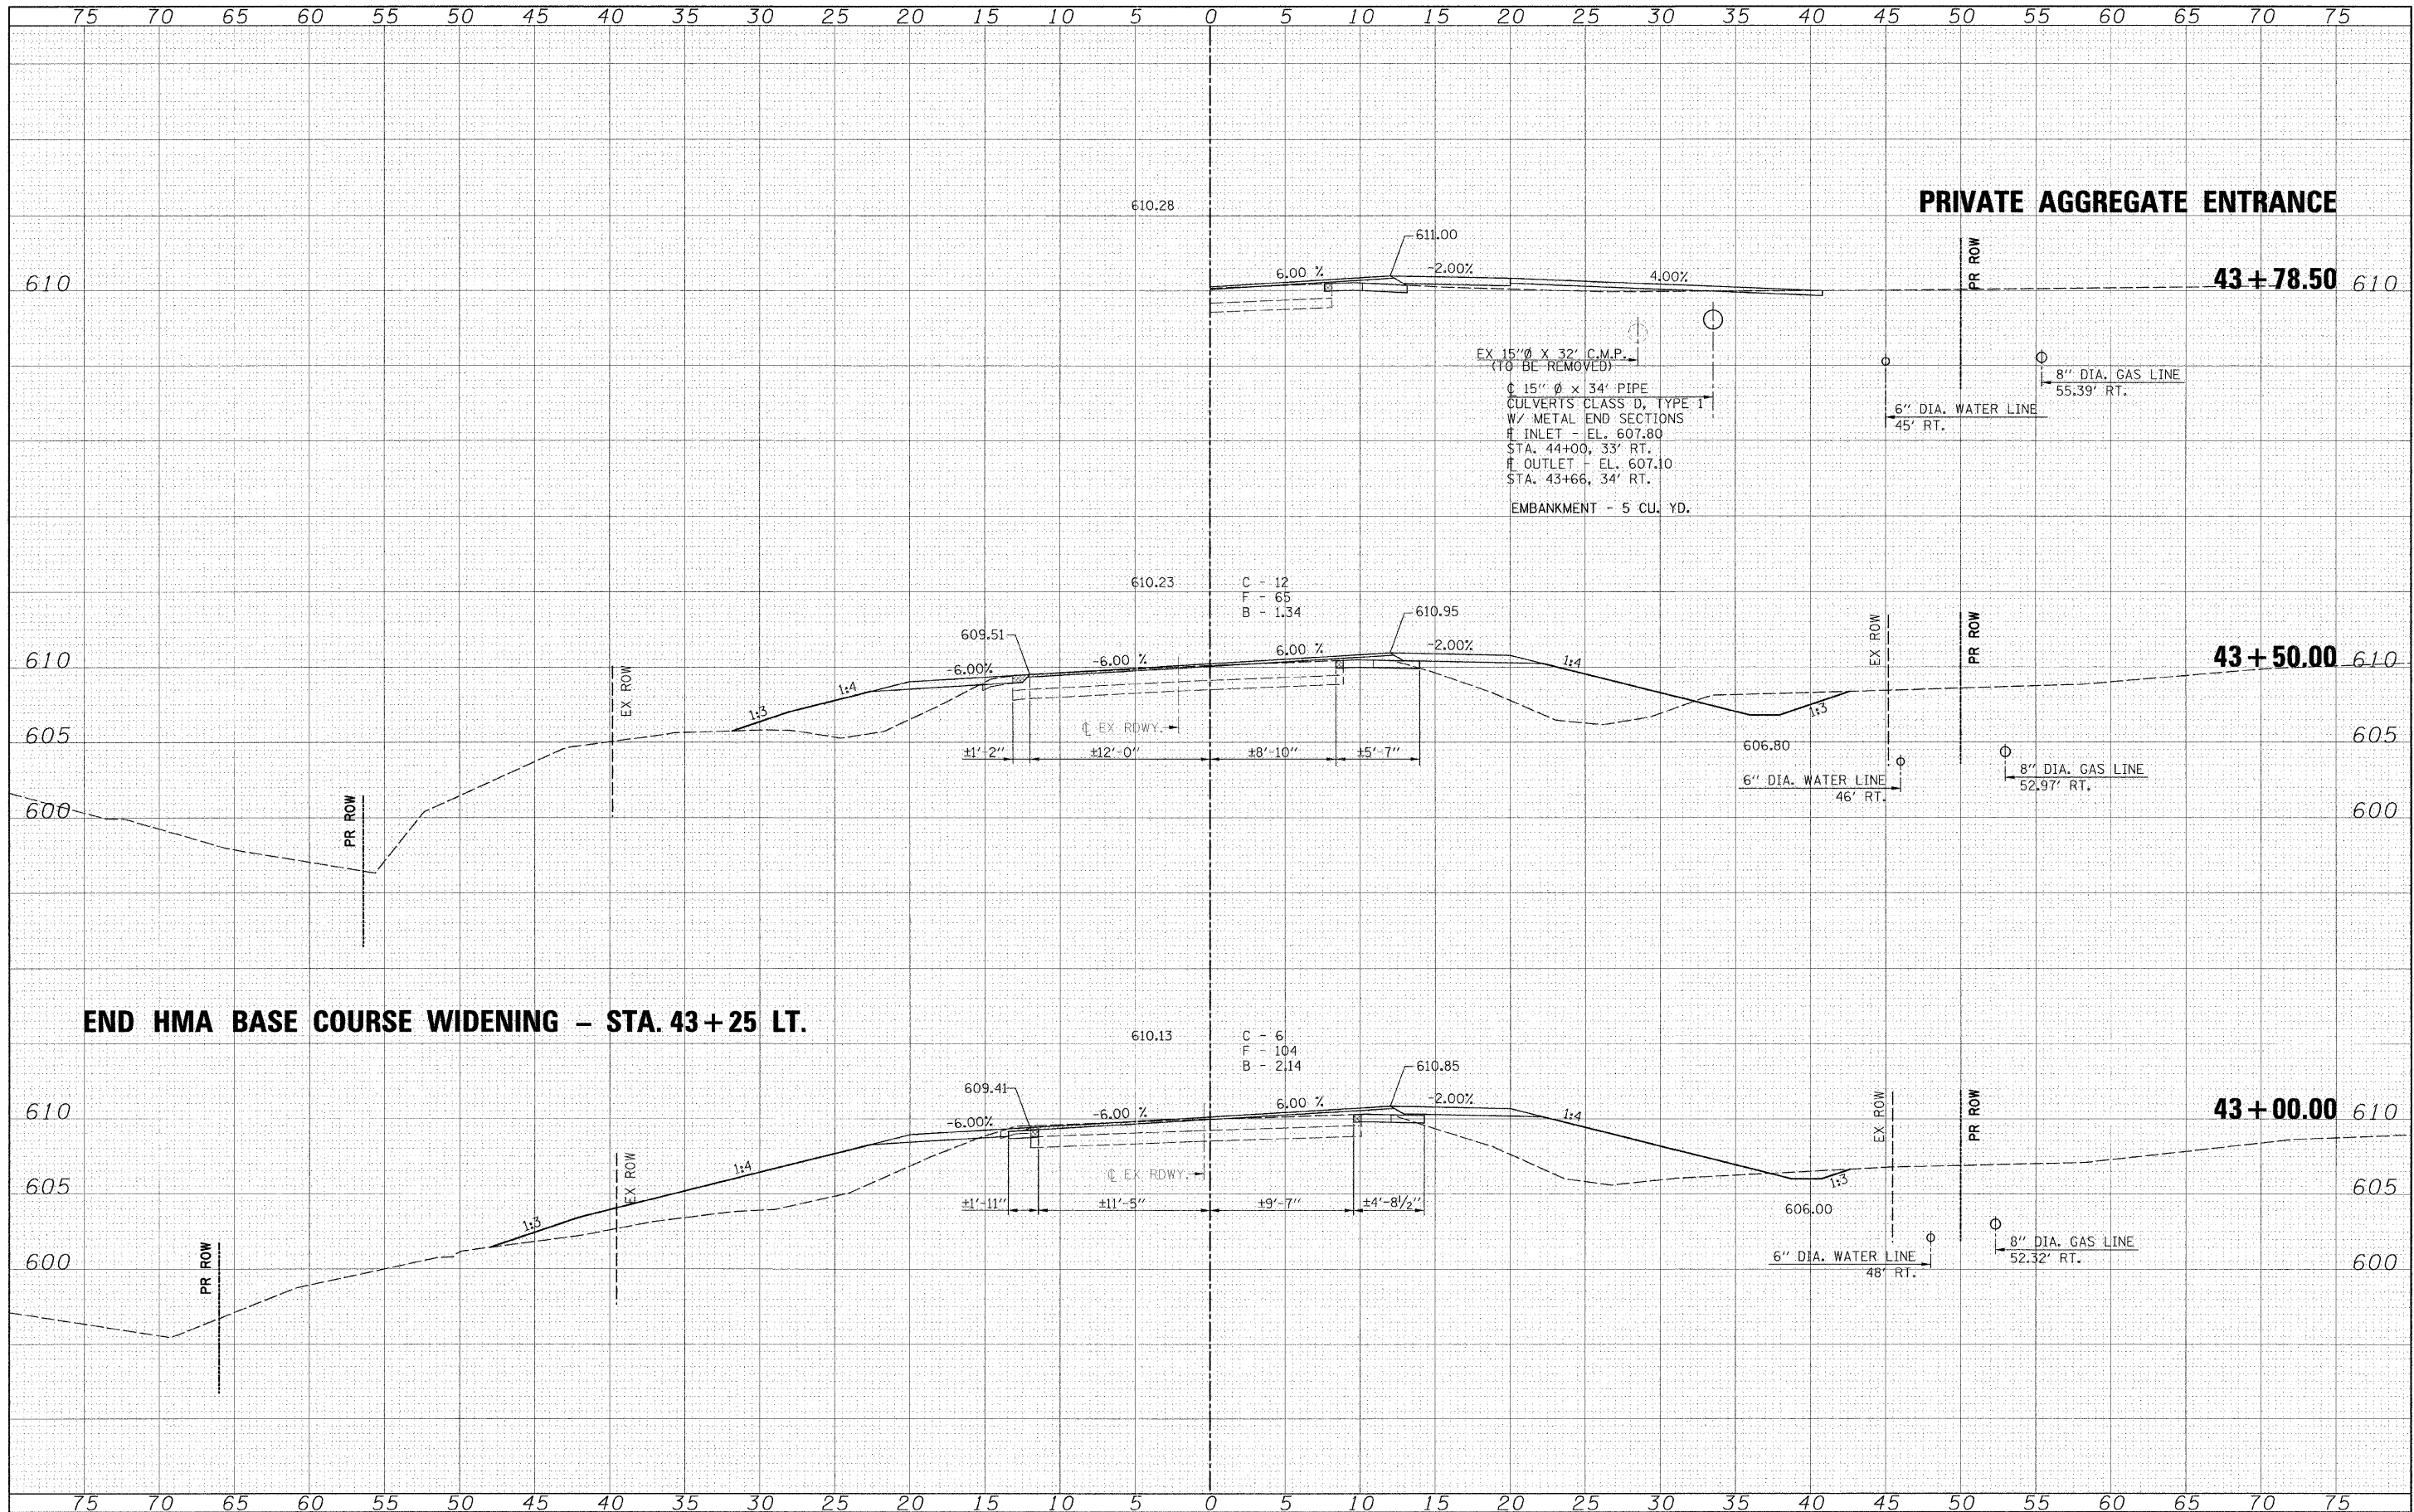 75 70 65 60 55 50 45 40 35 30 25 20 15 10 5 0 5 10 15 20 25 30 35 40 45 50 55 60 65 70 75
610.28
PRIVATE AGGREGATE ENTRANCE
611.00
PR ROW
6.00 %
-2.00%
4.00%
610
43+78.50 610
EX 15"Ø X 32' C.M.P.
(TO BE REMOVED)
℄ 15" Ø x 34' PIPE
CULVERTS CLASS D, TYPE 1
W/ METAL END SECTIONS
F INLET - EL. 607.80
STA. 44+00, 33' RT.
F OUTLET - EL. 607.10
STA. 43+66, 34' RT.
EMBANKMENT - 5 CU. YD.
8" DIA. GAS LINE
55.39' RT.
6" DIA. WATER LINE
45' RT.
610.23
C - 12
F - 65
B - 1.34
610.95
609.51
EX ROW
PR ROW
6.00 %
-2.00%
-6.00 %
-6.00%
610
1:4
1:4
43+50.00 610
EX ROW
1:3
1:3
℄ EX RDWY.
605
605
606.80
±1'-2"
±12'-0"
±8'-10"
±5'-7"
8" DIA. GAS LINE
52.97' RT.
6" DIA. WATER LINE
46' RT.
600
600
PR ROW
END HMA BASE COURSE WIDENING - STA. 43+25 LT.
610.13
C - 6
F - 104
B - 2.14
610.85
609.41
EX ROW
PR ROW
6.00 %
-2.00%
-6.00 %
-6.00%
610
1:4
43+00.00 610
1:4
EX ROW
℄ EX RDWY.
1:3
605
605
1:3
±1'-11"
±11'-5"
±9'-7"
±4'-8½"
606.00
8" DIA. GAS LINE
52.32' RT.
6" DIA. WATER LINE
48' RT.
600
600
PR ROW
75 70 65 60 55 50 45 40 35 30 25 20 15 10 5 0 5 10 15 20 25 30 35 40 45 50 55 60 65 70 75